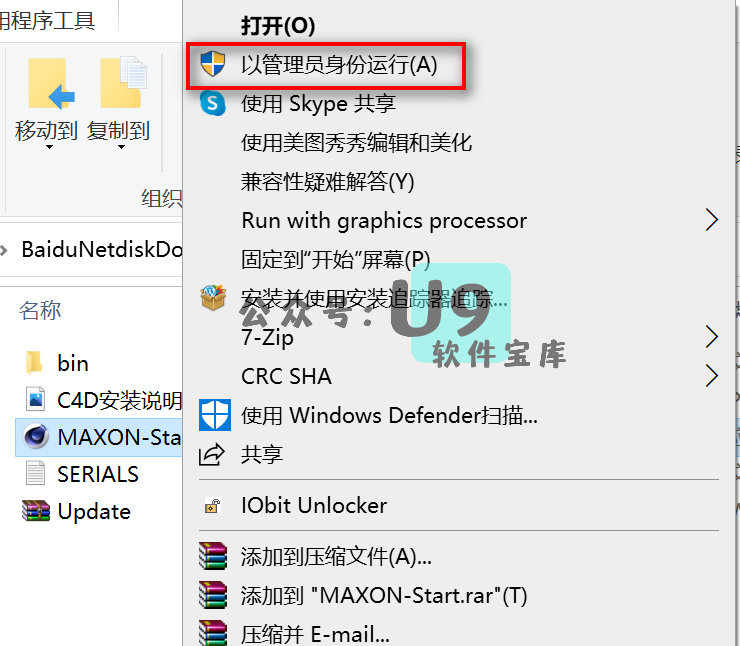 用程序工具
移动到
复制到
组织
BaiduNetdiskDo
名称
bin
C4D安装说明
MAXON-Sta
SERIALS
Update
打开(O)
以管理员身份运行(A)
使用 Skype 共享
使用美图秀秀编辑和美化
兼容性疑难解答(Y)
Run with graphics processor
固定到“开始”屏幕(P)
安装并使用安装追踪器追踪...
公众号：U9
软件宝库
7-Zip
CRC SHA
使用 Windows Defender扫描...
共享
IObit Unlocker
添加到压缩文件(A)...
添加到 "MAXON-Start.rar"(T)
压缩并 E-mail...